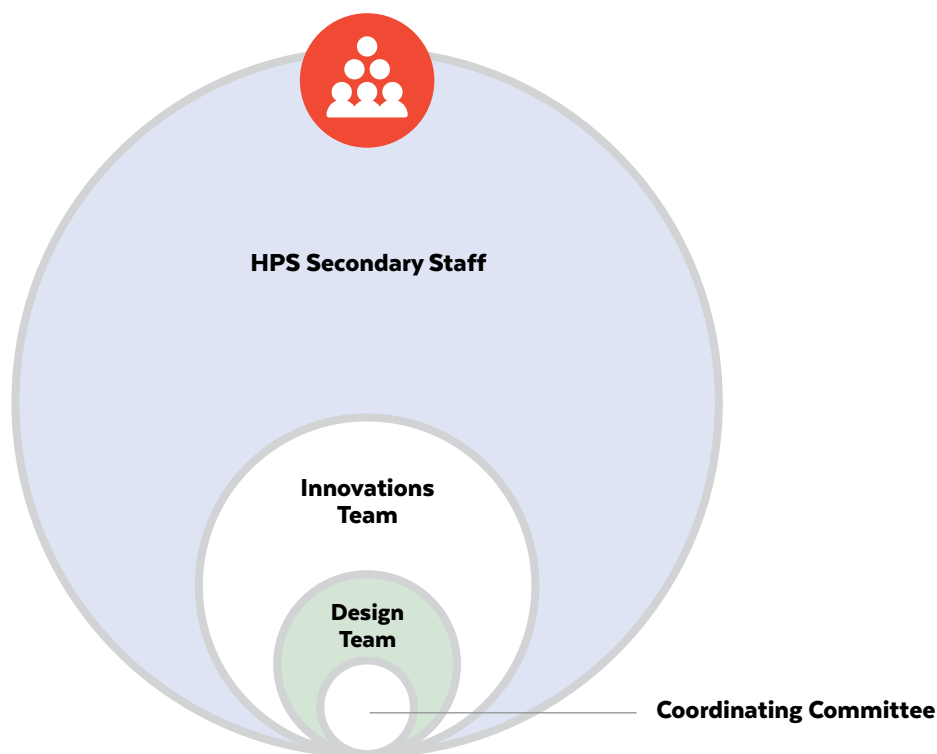 HPS Secondary Staff
Innovations
Team
Design
Team
Coordinating Committee